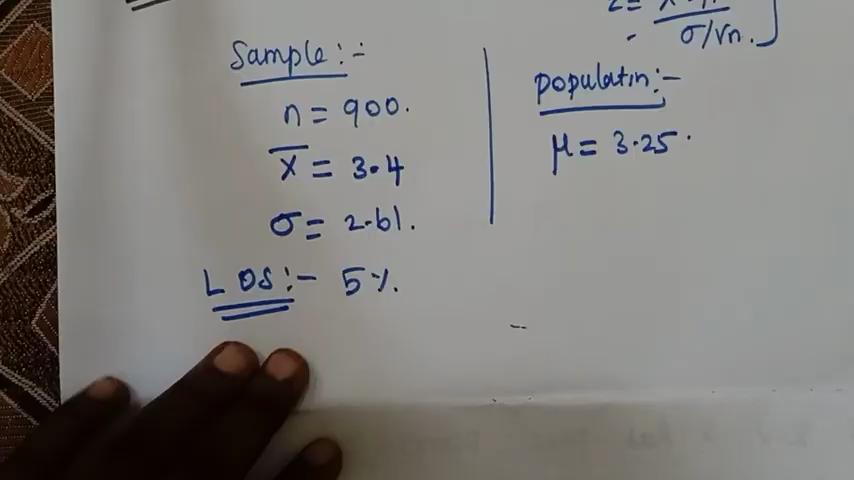 σ/√n.
Sample:-
n = 900.
X̅ = 3.4
σ = 2.61.
LOS:- 5%.
populatin:-
μ = 3.25.